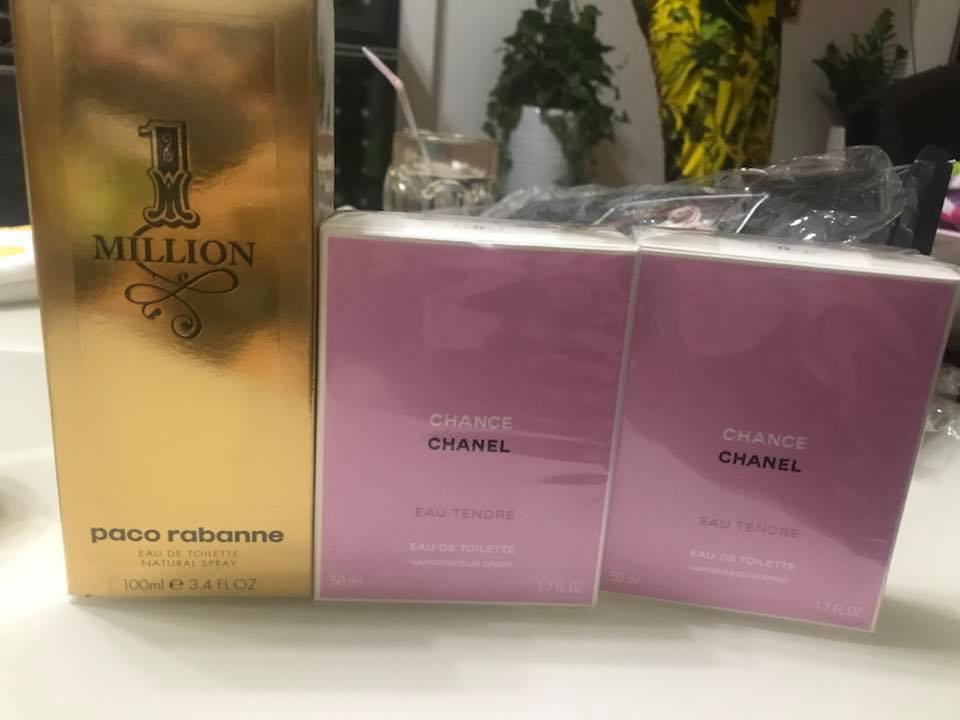 1
MILLION
paco rabanne
EAU DE TOILETTE
NATURAL SPRAY
100ml e 3.4 FL OZ
CHANCE
CHANEL
EAU TENDRE
EAU DE TOILETTE
VAPORISATEUR SPRAY
50 ml 1.7 FL. OZ
CHANCE
CHANEL
EAU TENDRE
EAU DE TOILETTE
VAPORISATEUR SPRAY
50 ml 1.7 FL. OZ